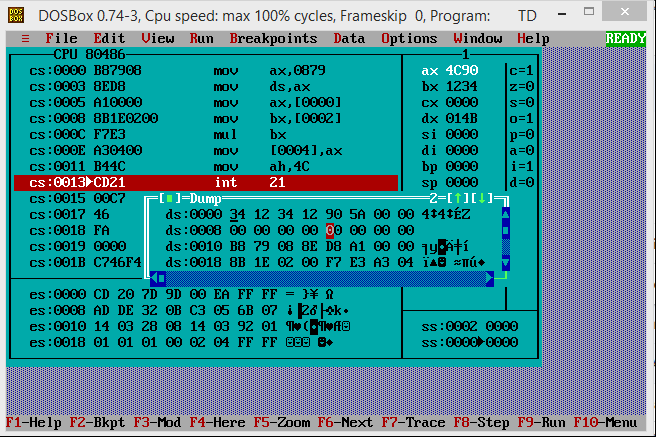 DOSBox 0.74-3, Cpu speed: max 100% cycles, Frameskip 0, Program: TD
≡ File Edit View Run Breakpoints Data Options Window Help READY
CPU 80486 1
cs:0000 B87908 mov ax,0879 ax 4C90 c=1
cs:0003 8ED8 mov ds,ax bx 1234 z=0
cs:0005 A10000 mov ax,[0000] cx 0000 s=0
cs:0008 8B1E0200 mov bx,[0002] dx 014B o=1
cs:000C F7E3 mul bx si 0000 p=0
cs:000E A30400 mov [0004],ax di 0000 a=0
cs:0011 B44C mov ah,4C bp 0000 i=1
cs:0013►CD21 int 21 sp 0000 d=0
cs:0015 00C7
cs:0017 46
cs:0018 FA
cs:0019 0000
cs:001B C746F4
[■]=Dump 2=[↑][↓]
ds:0000 34 12 34 12 90 5A 00 00 4↕4↕ÉZ
ds:0008 00 00 00 00 00 00 00 00
ds:0010 B8 79 08 8E D8 A1 00 00 ╕y◘Ä╪í
ds:0018 8B 1E 02 00 F7 E3 A3 04 ï▲☻ ≈πú♦
es:0000 CD 20 7D 9D 00 EA FF FF = }¥ Ω
es:0008 AD DE 32 0B C3 05 6B 07
es:0010 14 03 28 08 14 03 92 01 ¶♥(◘¶♥Æ☺
es:0018 01 01 01 00 02 04 FF FF ☺☺☺ ☻♦
ss:0002 0000
ss:0000►0000
F1-Help F2-Bkpt F3-Mod F4-Here F5-Zoom F6-Next F7-Trace F8-Step F9-Run F10-Menu